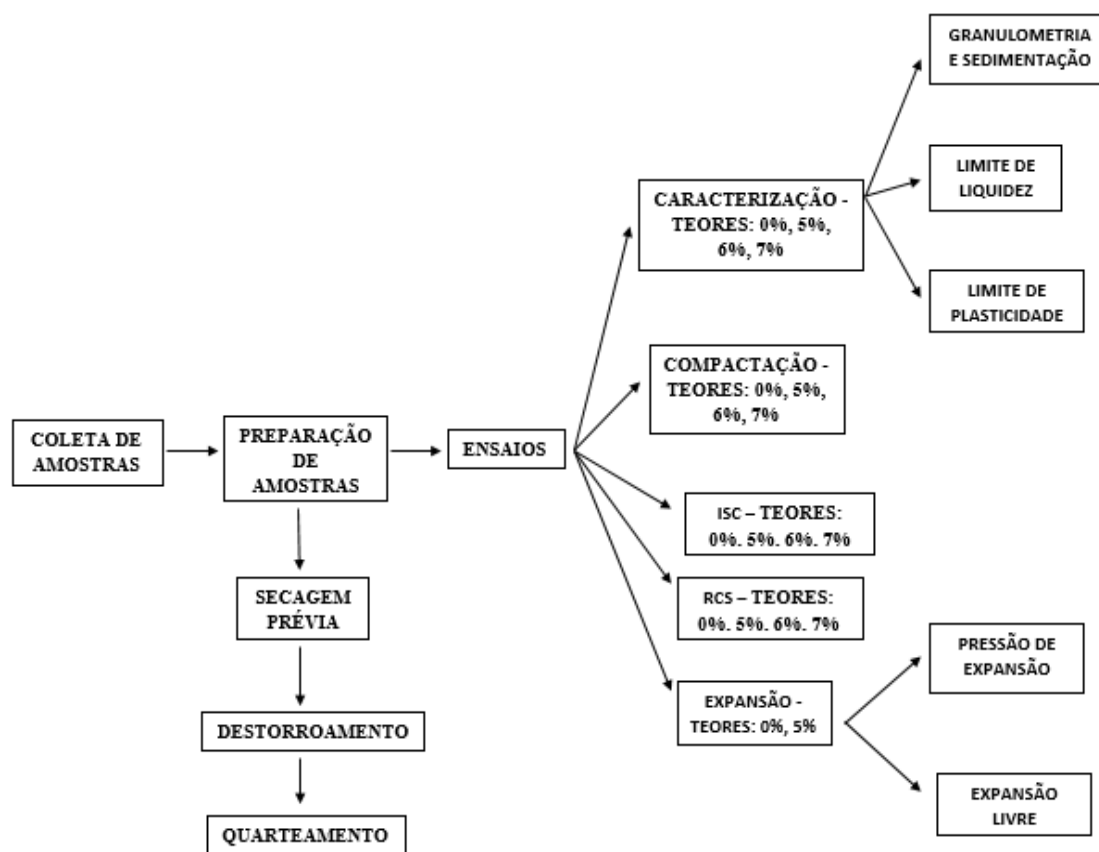 COLETA DE
AMOSTRAS
PREPARAÇÃO
DE
AMOSTRAS
SECAGEM
PRÉVIA
DESTORROAMENTO
QUARTEAMENTO
ENSAIOS
CARACTERIZAÇÃO -
TEORES: 0%, 5%,
6%, 7%
GRANULOMETRIA
E SEDIMENTAÇÃO
LIMITE DE
LIQUIDEZ
LIMITE DE
PLASTICIDADE
COMPACTAÇÃO -
TEORES: 0%, 5%,
6%, 7%
ISC – TEORES:
0%. 5%. 6%. 7%
RCS – TEORES:
0%. 5%. 6%. 7%
EXPANSÃO -
TEORES: 0%, 5%
PRESSÃO DE
EXPANSÃO
EXPANSÃO
LIVRE